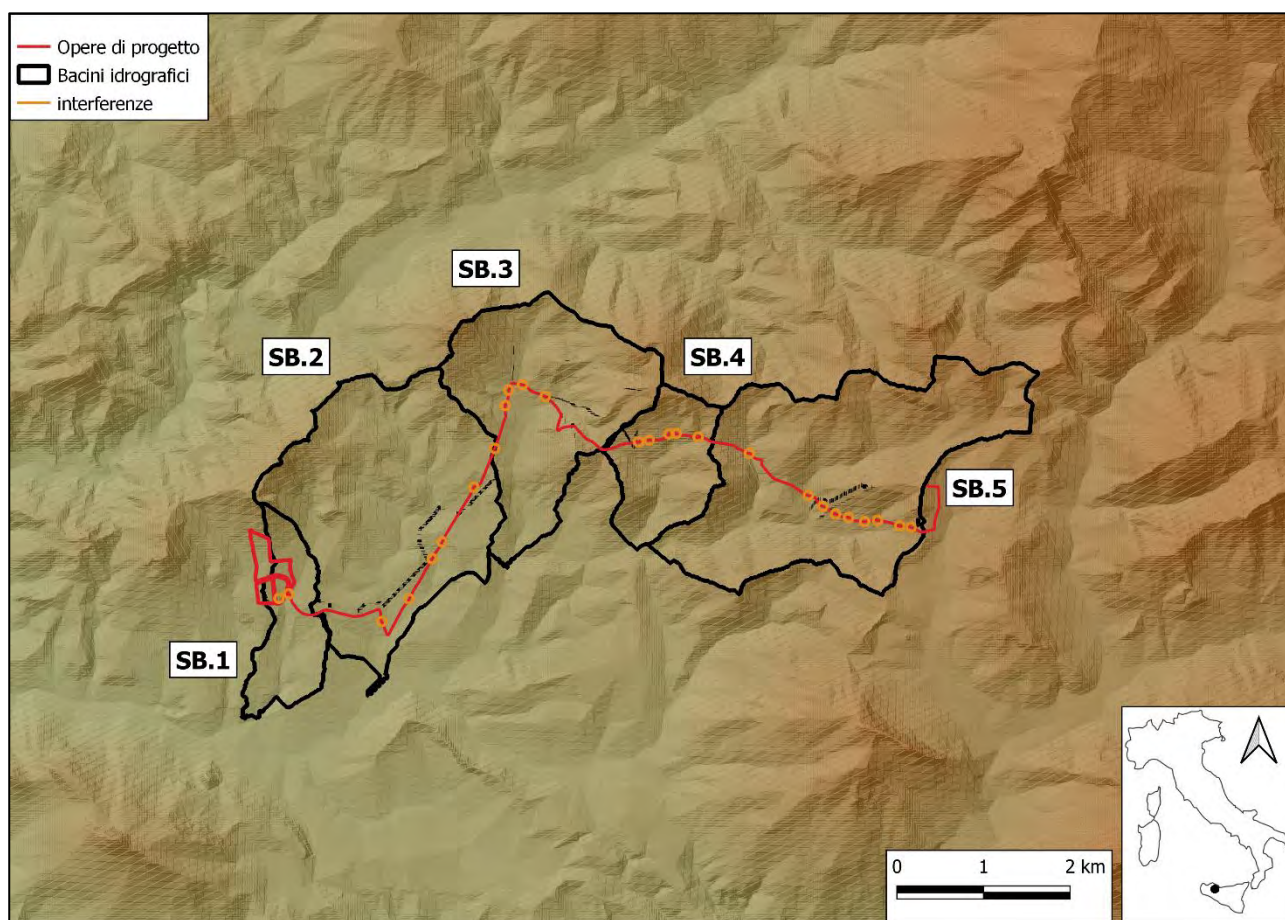 Opere di progetto
Bacini idrografici
interferenze
SB.3
SB.2
SB.4
SB.5
SB.1
0 1 2 km